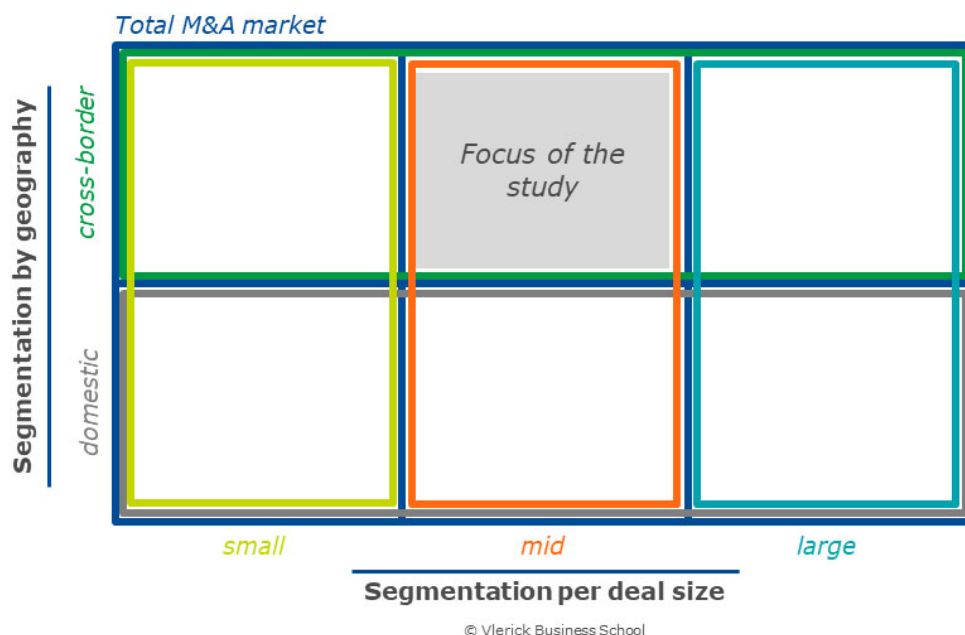 Total M&A market
Segmentation by geography
cross-border
Focus of the
study
domestic
small
mid
large
Segmentation per deal size
© Vlerick Business School